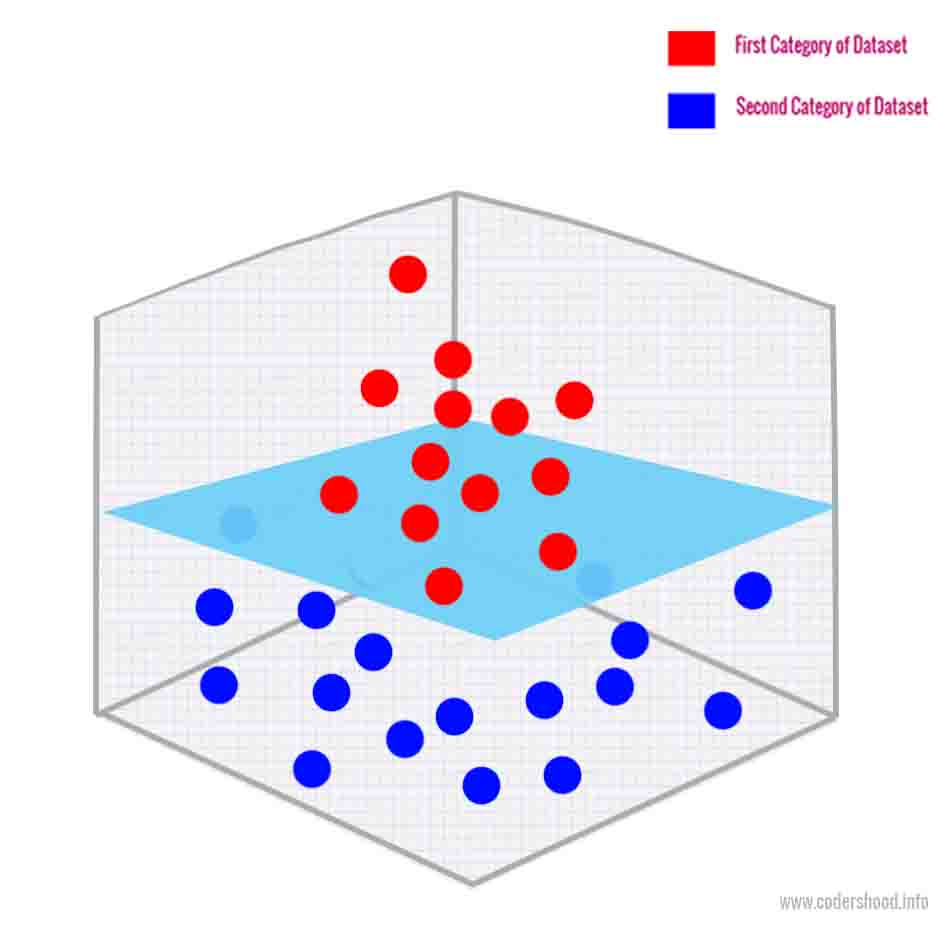 First Category of Dataset
Second Category of Dataset
www.codershood.info